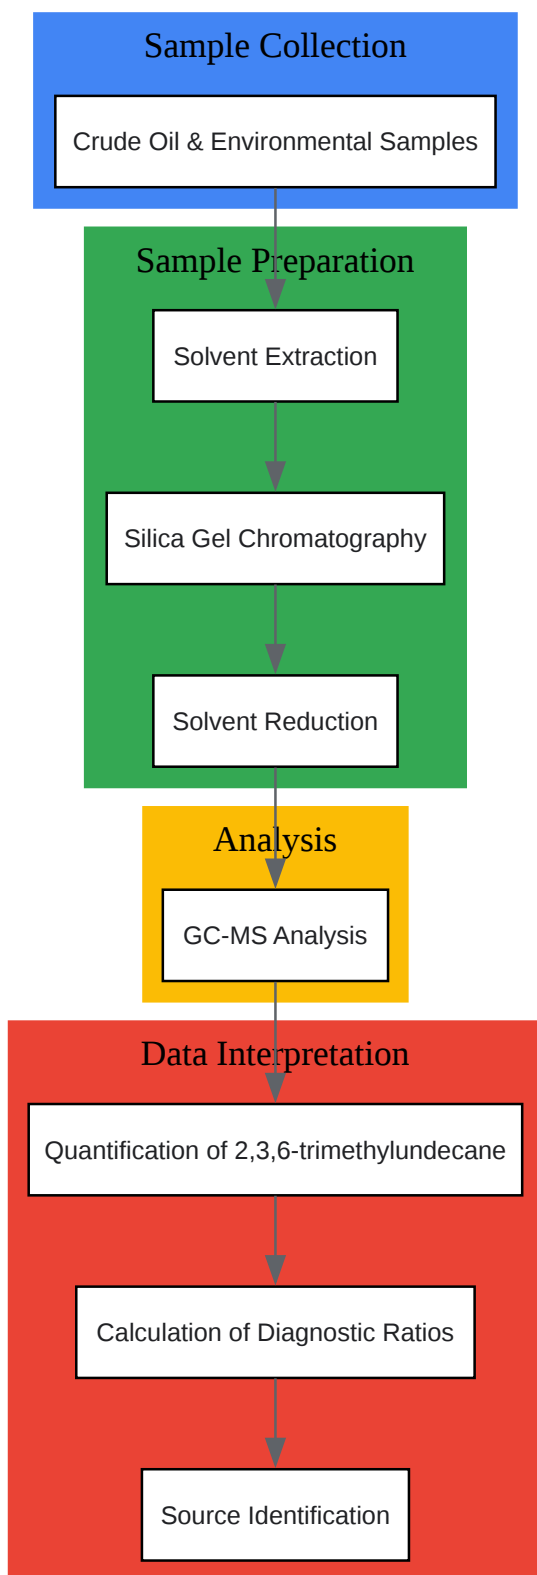 Sample Collection
Crude Oil & Environmental Samples
Sample Preparation
Solvent Extraction
Silica Gel Chromatography
Solvent Reduction
Analysis
GC-MS Analysis
Data Interpretation
Quantification of 2,3,6-trimethylundecane
Calculation of Diagnostic Ratios
Source Identification